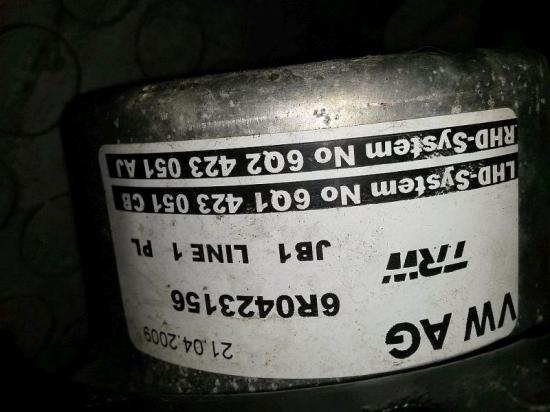 21.04.2009
VW AG
6R0423156
TRW
JB1 LINE 1 PL
LHD-System No 6Q1 423 051 CB
RHD-System No 6Q2 423 051 AJ